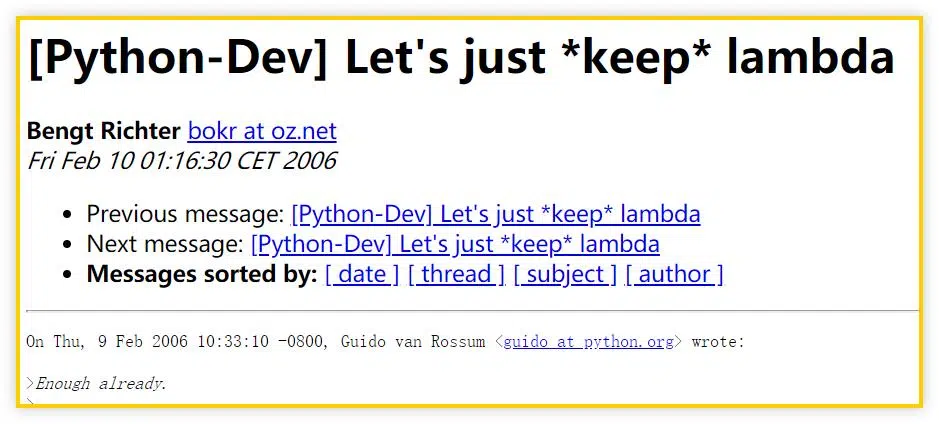 [Python-Dev] Let's just *keep* lambda
Bengt Richter bokr at oz.net
Fri Feb 10 01:16:30 CET 2006
• Previous message: [Python-Dev] Let's just *keep* lambda
• Next message: [Python-Dev] Let's just *keep* lambda
• Messages sorted by: [ date ] [ thread ] [ subject ] [ author ]
On Thu, 9 Feb 2006 10:33:10 -0800, Guido van Rossum <guido at python.org> wrote:
>Enough already.
>